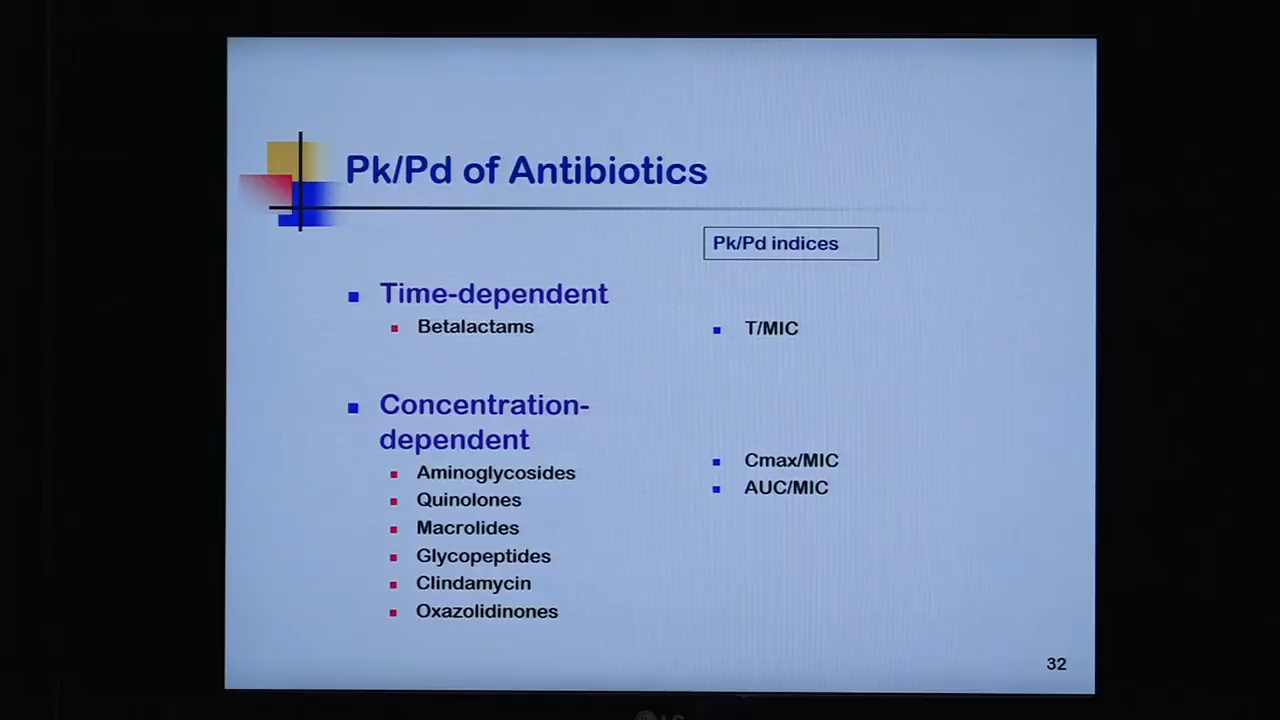 Pk/Pd of Antibiotics
Pk/Pd indices
Time-dependent
Betalactams
T/MIC
Concentration-
dependent
Aminoglycosides
Quinolones
Macrolides
Glycopeptides
Clindamycin
Oxazolidinones
Cmax/MIC
AUC/MIC
32